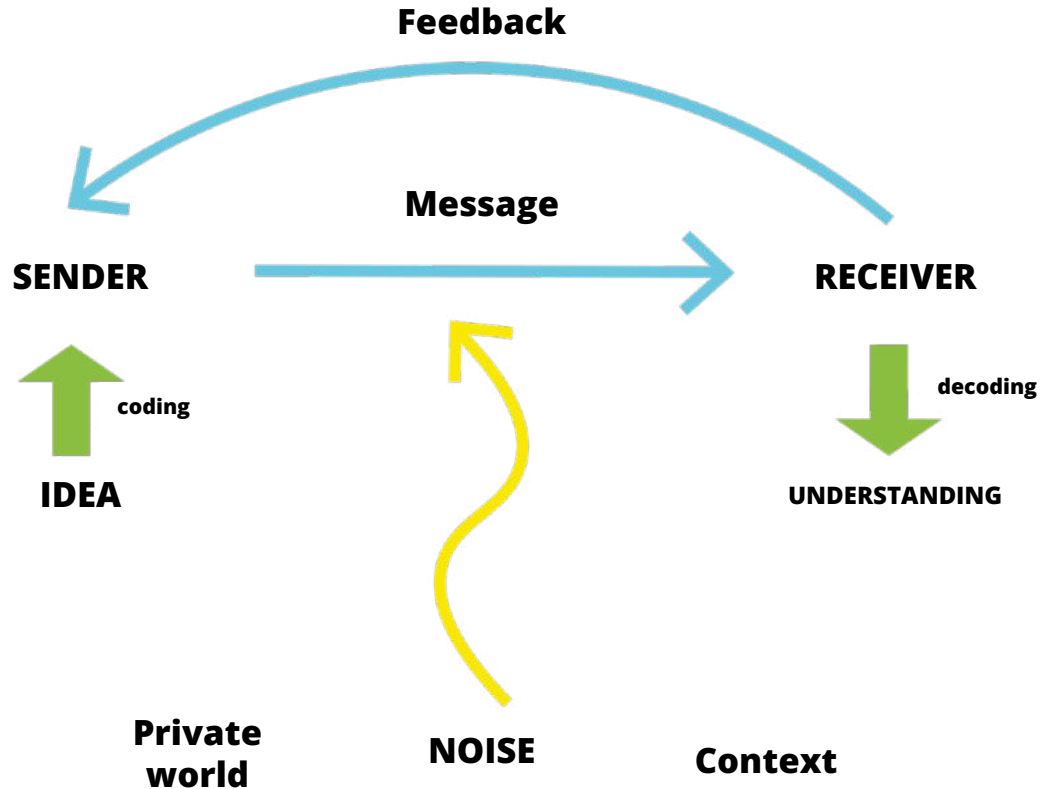 Feedback
Message
SENDER
RECEIVER
coding
decoding
IDEA
UNDERSTANDING
Private
world
NOISE
Context